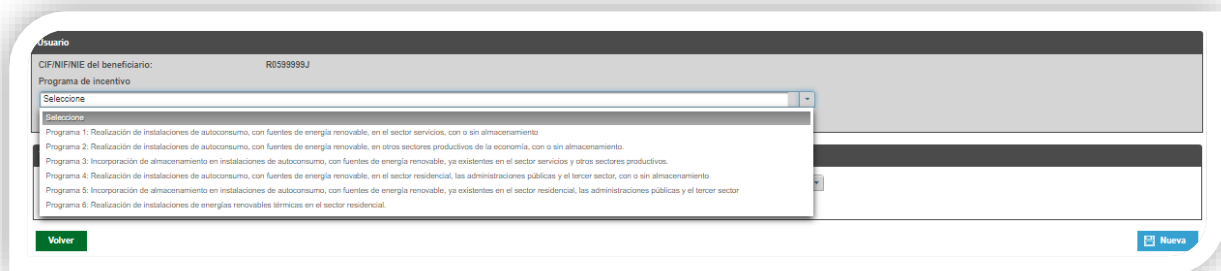 Usuario
CIF/NIF/NIE del beneficiario: R0599999J
Programa de incentivo
Seleccione
Seleccione
Programa 1: Realización de instalaciones de autoconsumo, con fuentes de energía renovable, en el sector servicios, con o sin almacenamiento
Programa 2: Realización de instalaciones de autoconsumo, con fuentes de energía renovable, en otros sectores productivos de la economía, con o sin almacenamiento.
Programa 3: Incorporación de almacenamiento en instalaciones de autoconsumo, con fuentes de energía renovable, ya existentes en el sector servicios y otros sectores productivos.
Programa 4: Realización de instalaciones de autoconsumo, con fuentes de energía renovable, en el sector residencial, las administraciones públicas y el tercer sector, con o sin almacenamiento
Programa 5: Incorporación de almacenamiento en instalaciones de autoconsumo, con fuentes de energía renovable, ya existentes en el sector residencial, las administraciones públicas y el tercer sector
Programa 6: Realización de instalaciones de energías renovables térmicas en el sector residencial.
Volver
Nueva